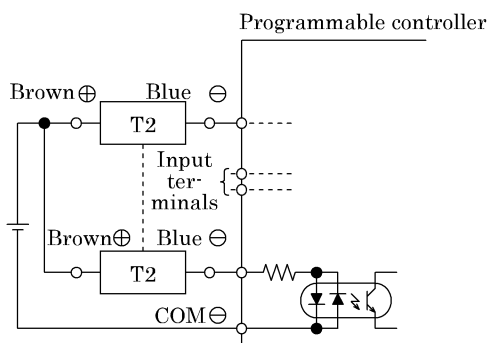 Programmable controller
Brown ⊕ Blue ⊖
T2
Input
ter-
minals
Brown⊕ Blue ⊖
T2
COM⊖